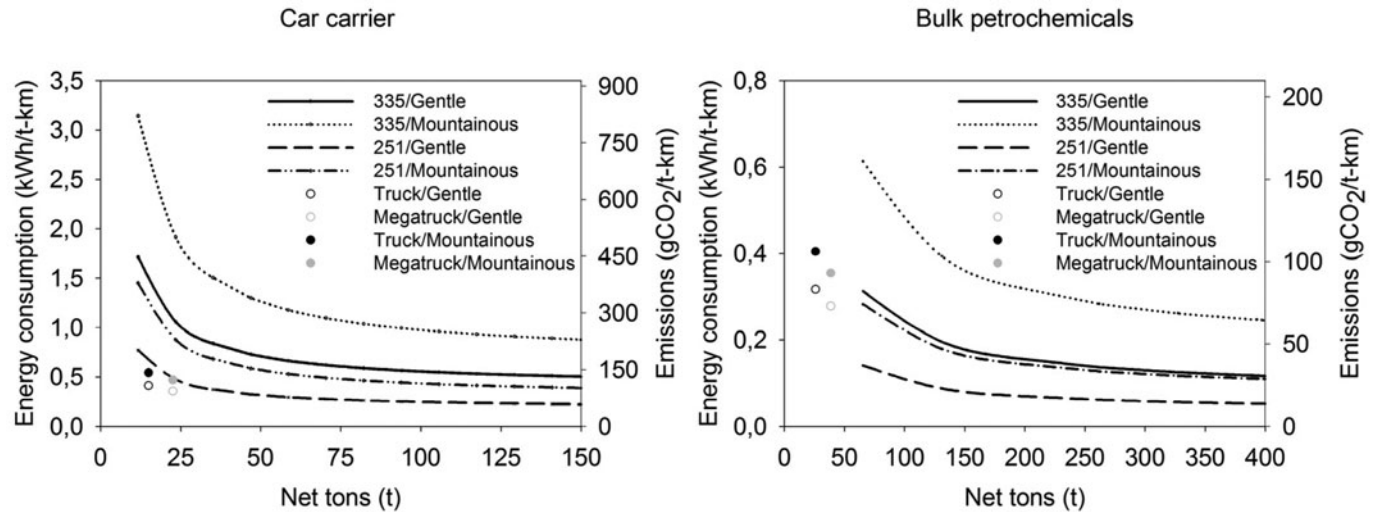 Car carrier
Energy consumption (kWh/t-km)
3,5
3,0
2,5
2,0
1,5
1,0
0,5
0,0
335/Gentle
335/Mountainous
251/Gentle
251/Mountainous
Truck/Gentle
Megatruck/Gentle
Truck/Mountainous
Megatruck/Mountainous
900
750
600
450
300
150
0
Emissions (gCO2/t-km)
0 25 50 75 100 125 150
Net tons (t)
Bulk petrochemicals
Energy consumption (kWh/t-km)
0,8
0,6
0,4
0,2
0,0
335/Gentle
335/Mountainous
251/Gentle
251/Mountainous
Truck/Gentle
Megatruck/Gentle
Truck/Mountainous
Megatruck/Mountainous
200
150
100
50
0
Emissions (gCO2/t-km)
0 50 100 150 200 250 300 350 400
Net tons (t)